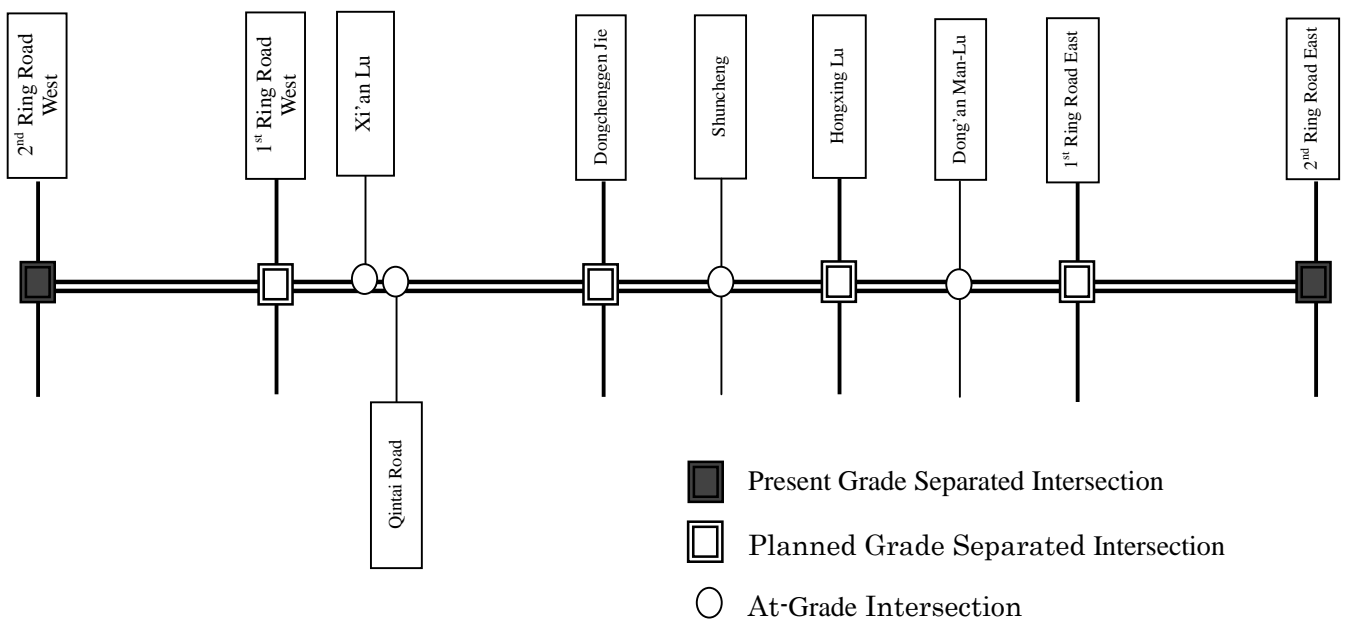 2nd Ring Road
West
1st Ring Road
West
Xi’an Lu
Dongchenggen Jie
Shuncheng
Hongxing Lu
Dong’an Man-Lu
1st Ring Road East
2nd Ring Road East
Qintai Road
Present Grade Separated Intersection
Planned Grade Separated Intersection
At-Grade Intersection